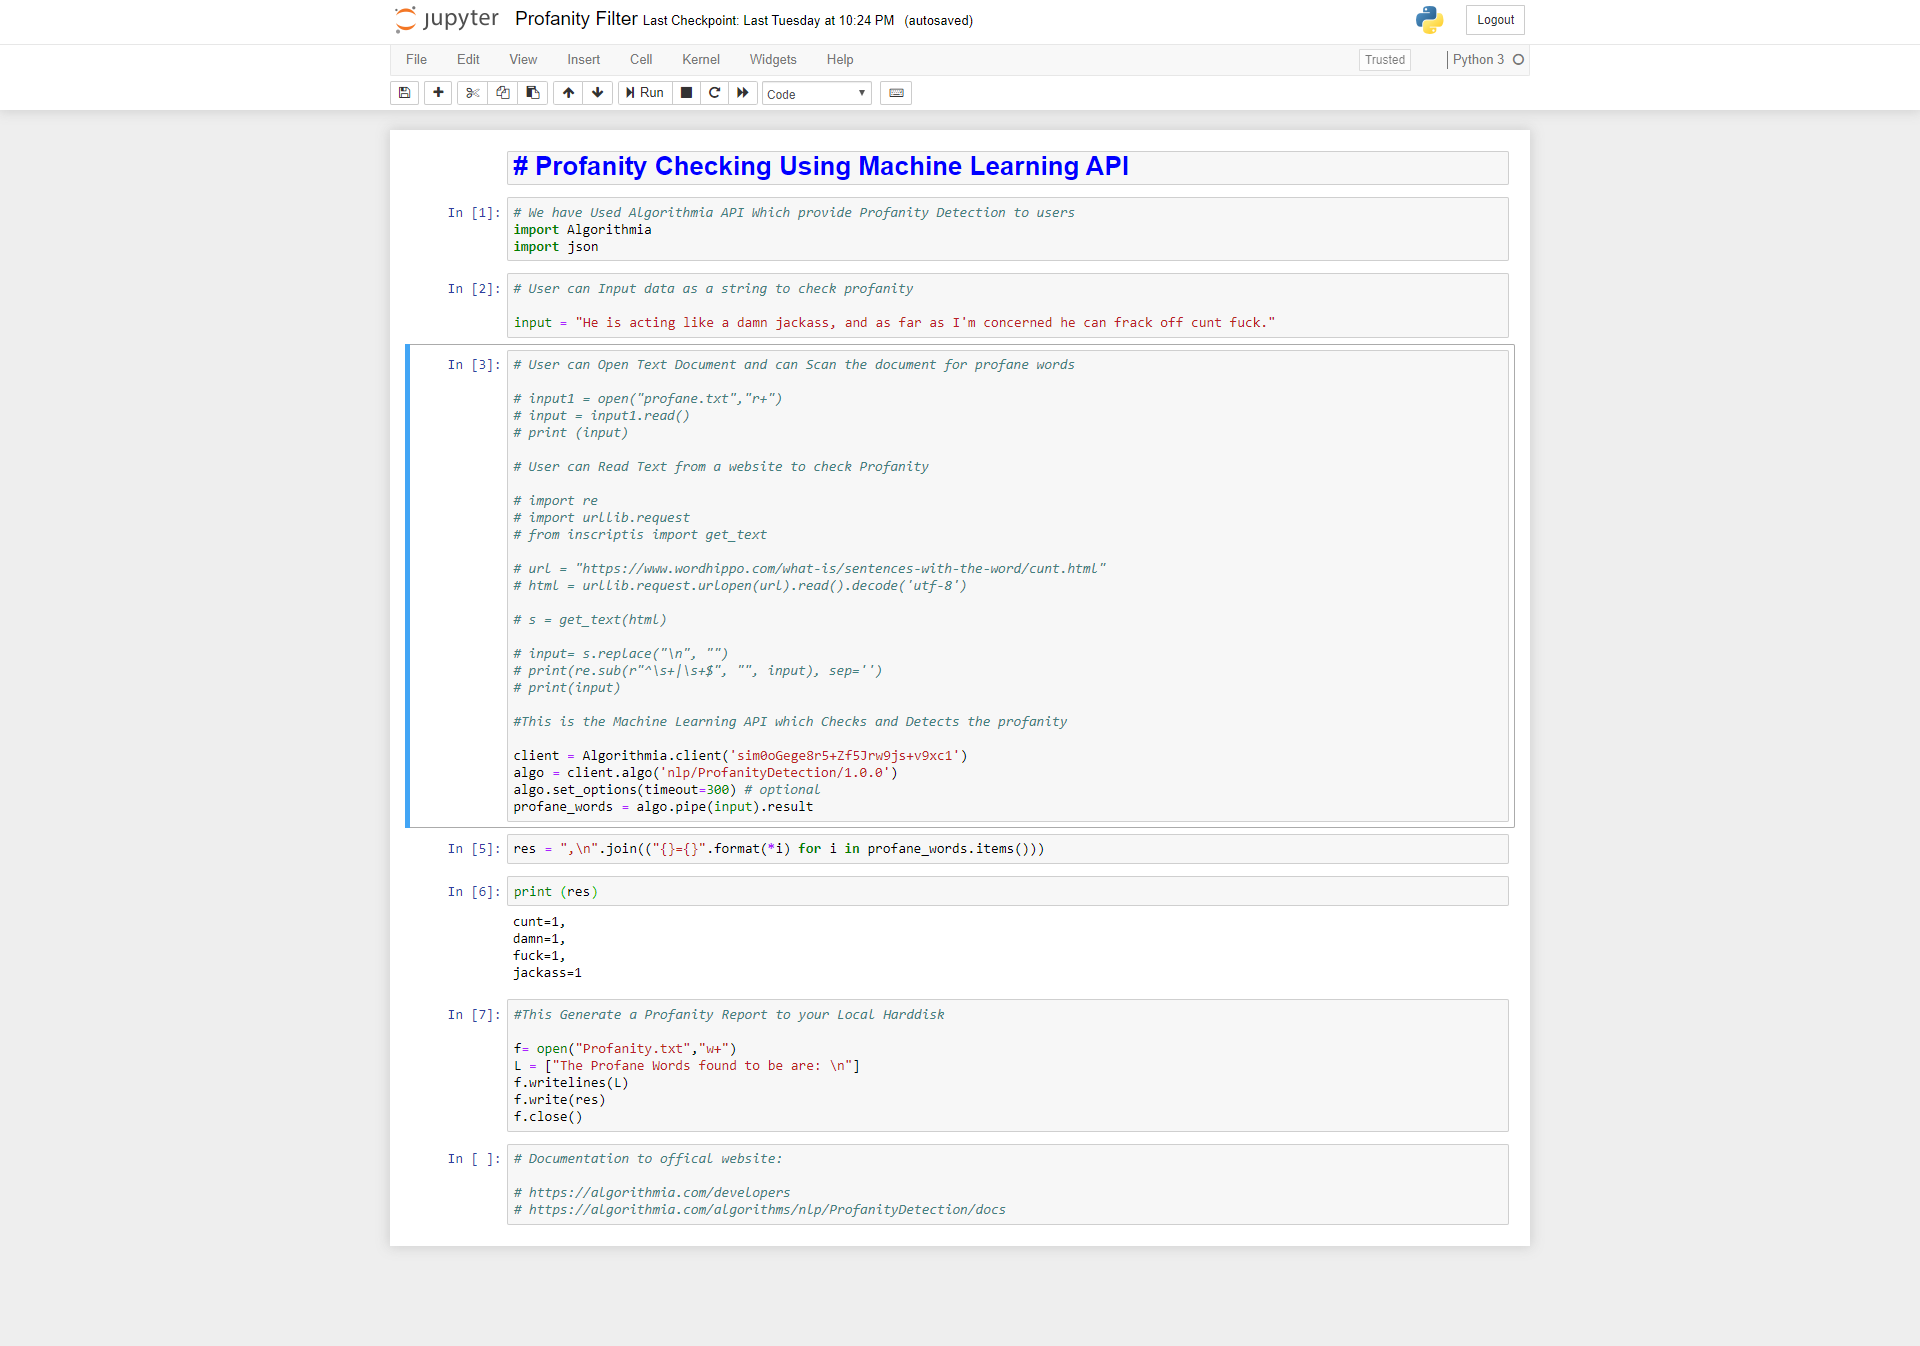 jupyter Profanity Filter Last Checkpoint: Last Tuesday at 10:24 PM (autosaved) Logout
File Edit View Insert Cell Kernel Widgets Help Trusted Python 3
Run Code
# Profanity Checking Using Machine Learning API
In [1]: # We have Used Algorithmia API Which provide Profanity Detection to users
import Algorithmia
import json
In [2]: # User can Input data as a string to check profanity
input = "He is acting like a damn jackass, and as far as I'm concerned he can frack off cunt fuck."
In [3]: # User can Open Text Document and can Scan the document for profane words
# input1 = open("profane.txt","r+")
# input = input1.read()
# print (input)
# User can Read Text from a website to check Profanity
# import re
# import urllib.request
# from inscriptis import get_text
# url = "https://www.wordhippo.com/what-is/sentences-with-the-word/cunt.html"
# html = urllib.request.urlopen(url).read().decode('utf-8')
# s = get_text(html)
# input= s.replace("\n", "")
# print(re.sub(r"^\s+|\s+$", "", input), sep='')
# print(input)
#This is the Machine Learning API which Checks and Detects the profanity
client = Algorithmia.client('sim0oGege8r5+Zf5Jrw9js+v9xc1')
algo = client.algo('nlp/ProfanityDetection/1.0.0')
algo.set_options(timeout=300) # optional
profane_words = algo.pipe(input).result
In [5]: res = ",\n".join(("{}={}".format(*i) for i in profane_words.items()))
In [6]: print (res)
cunt=1,
damn=1,
fuck=1,
jackass=1
In [7]: #This Generate a Profanity Report to your Local Harddisk
f= open("Profanity.txt","w+")
L = ["The Profane Words found to be are: \n"]
f.writelines(L)
f.write(res)
f.close()
In [ ]: # Documentation to offical website:
# https://algorithmia.com/developers
# https://algorithmia.com/algorithms/nlp/ProfanityDetection/docs